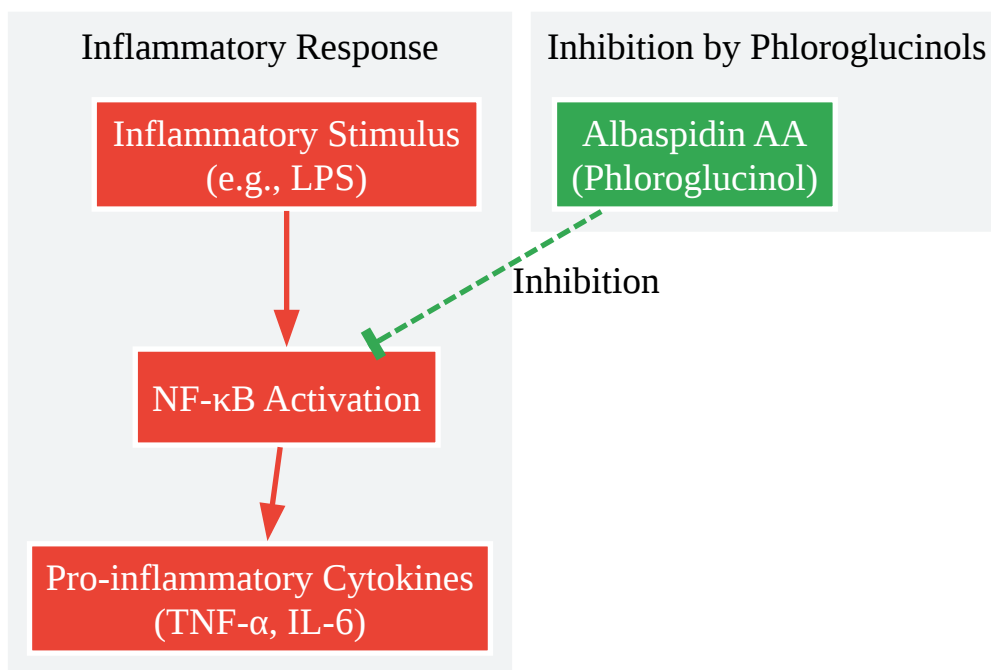 Inflammatory Response
Inflammatory Stimulus
(e.g., LPS)
NF-κB Activation
Pro-inflammatory Cytokines
(TNF-α, IL-6)
Inhibition by Phloroglucinols
Albaspidin AA
(Phloroglucinol)
Inhibition